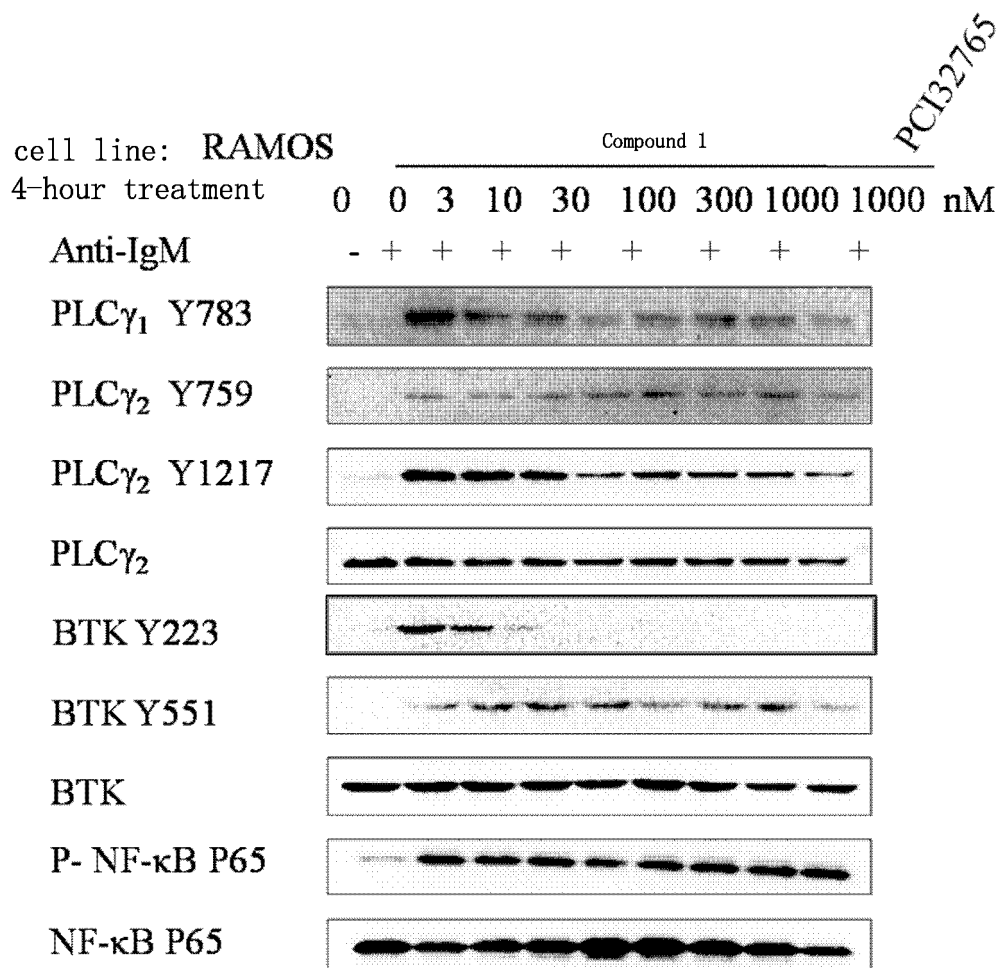 PCI32765
cell line: RAMOS Compound 1
4-hour treatment 0 0 3 10 30 100 300 1000 1000 nM
Anti-IgM - + + + + + + + +
PLCγ₁ Y783
PLCγ₂ Y759
PLCγ₂ Y1217
PLCγ₂
BTK Y223
BTK Y551
BTK
P- NF-κB P65
NF-κB P65